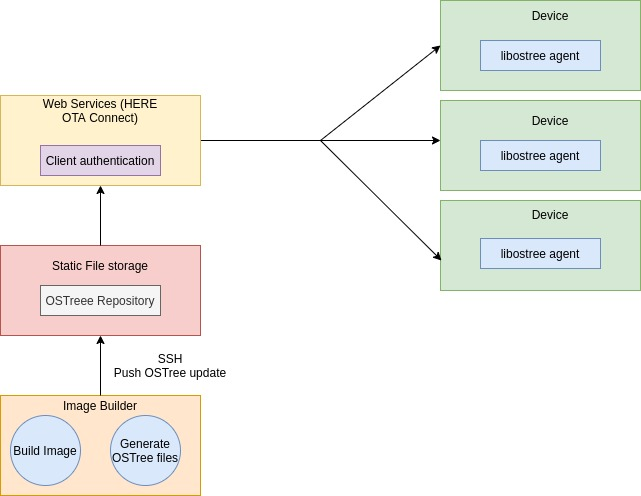 Device
libostree agent
Web Services (HERE
OTA Connect)
Client authentication
Device
libostree agent
Device
libostree agent
Static File storage
OSTreee Repository
SSH
Push OSTree update
Image Builder
Build Image
Generate
OSTree files